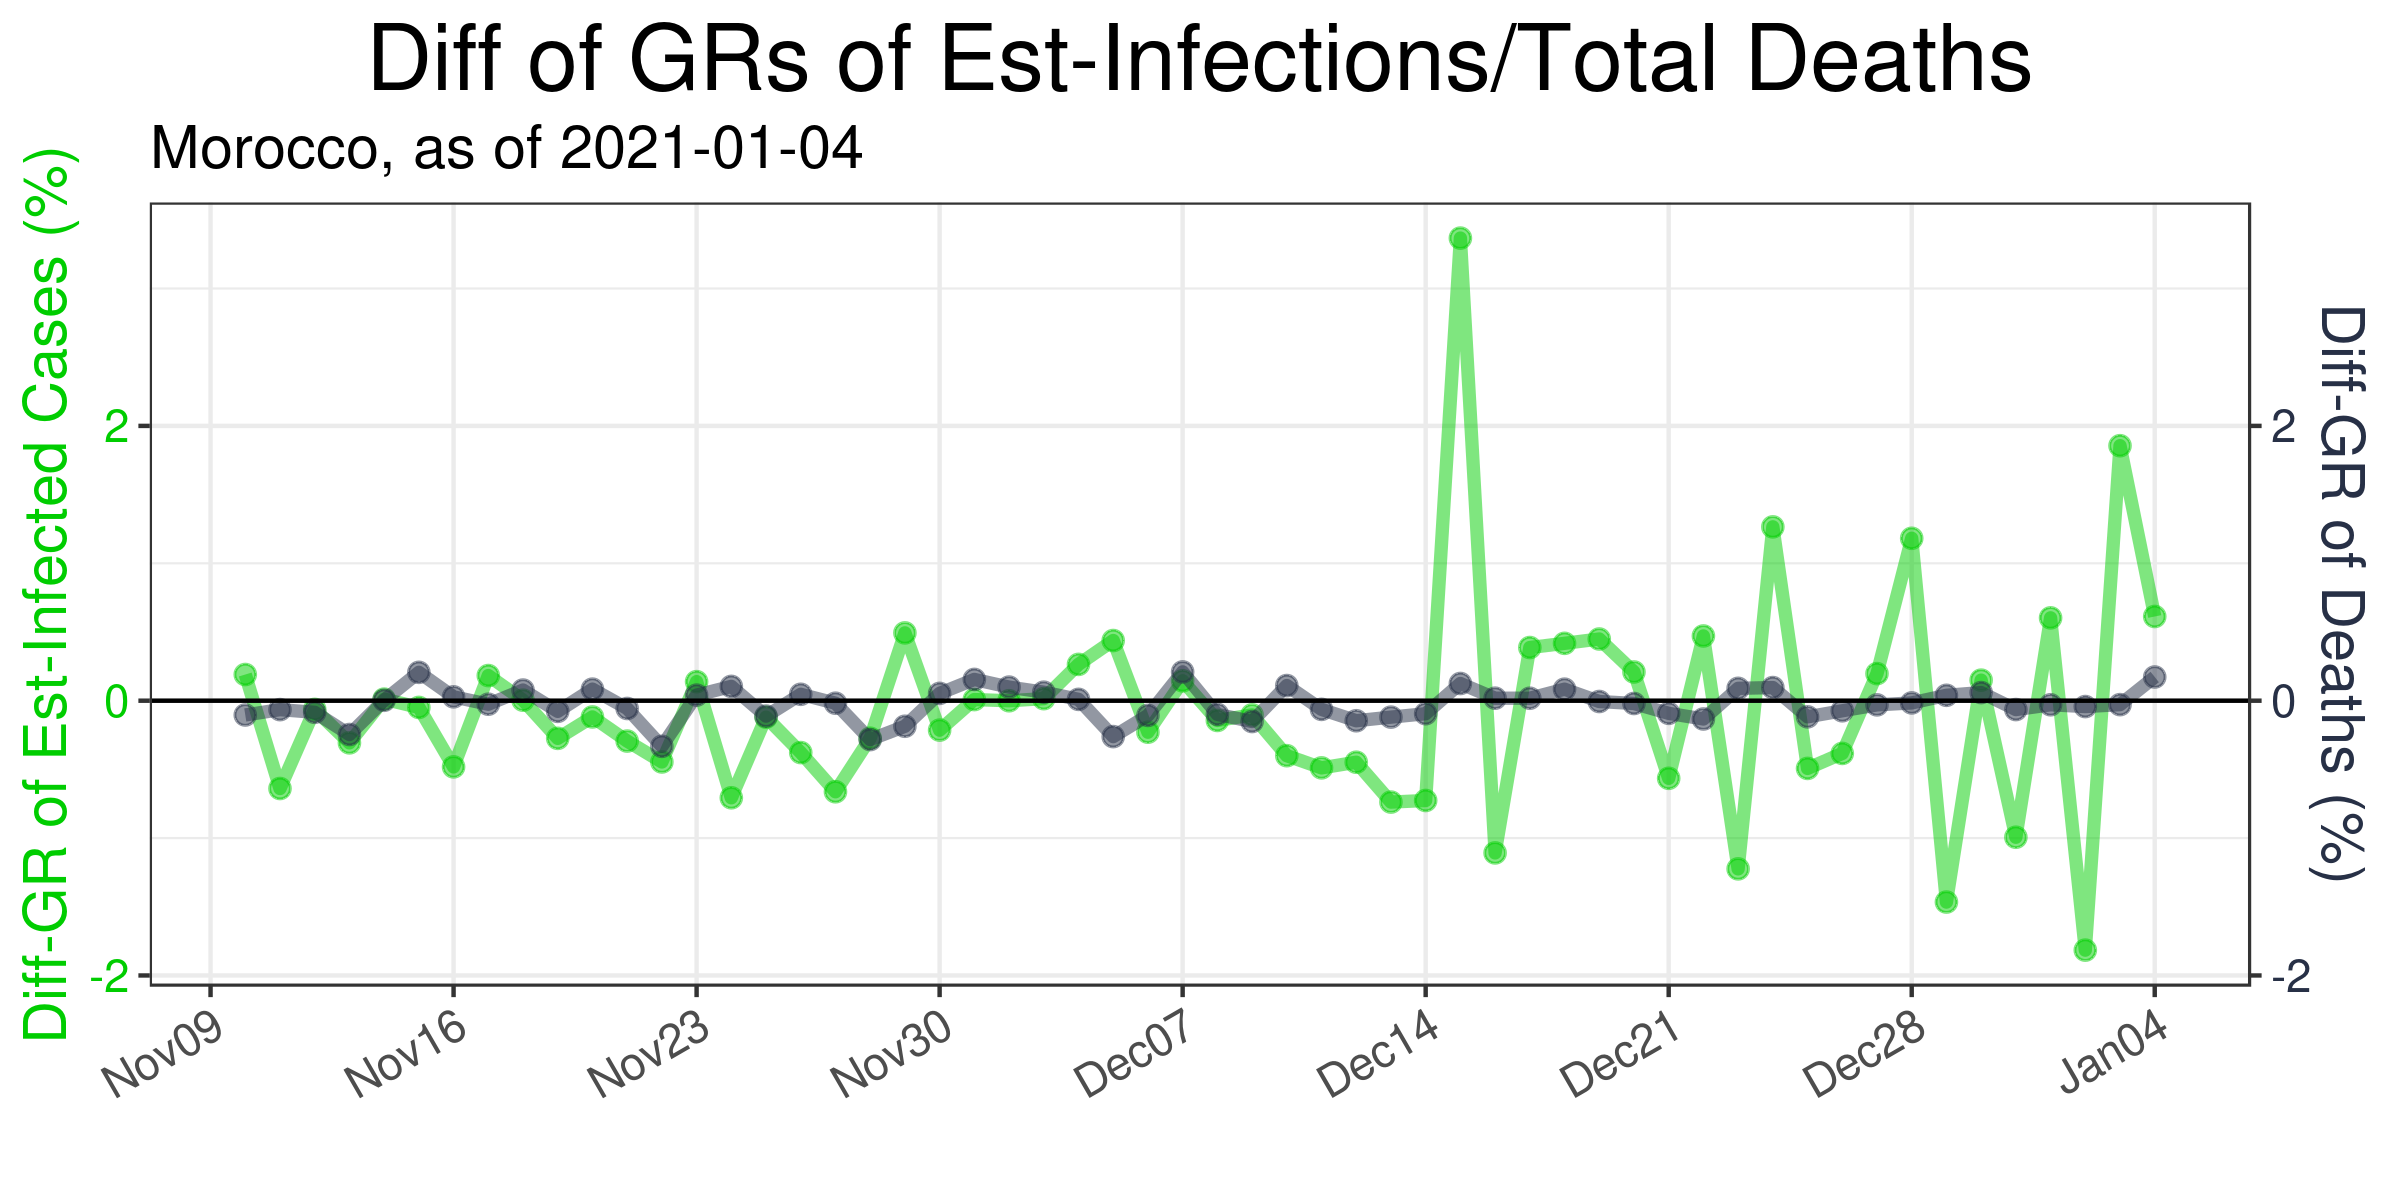 Diff of GRs of Est-Infections/Total Deaths
Morocco, as of 2021-01-04
Diff-GR of Est-Infected Cases (%)
2
0
-2
2
0
-2
Diff-GR of Deaths (%)
Nov09
Nov16
Nov23
Nov30
Dec07
Dec14
Dec21
Dec28
Jan04